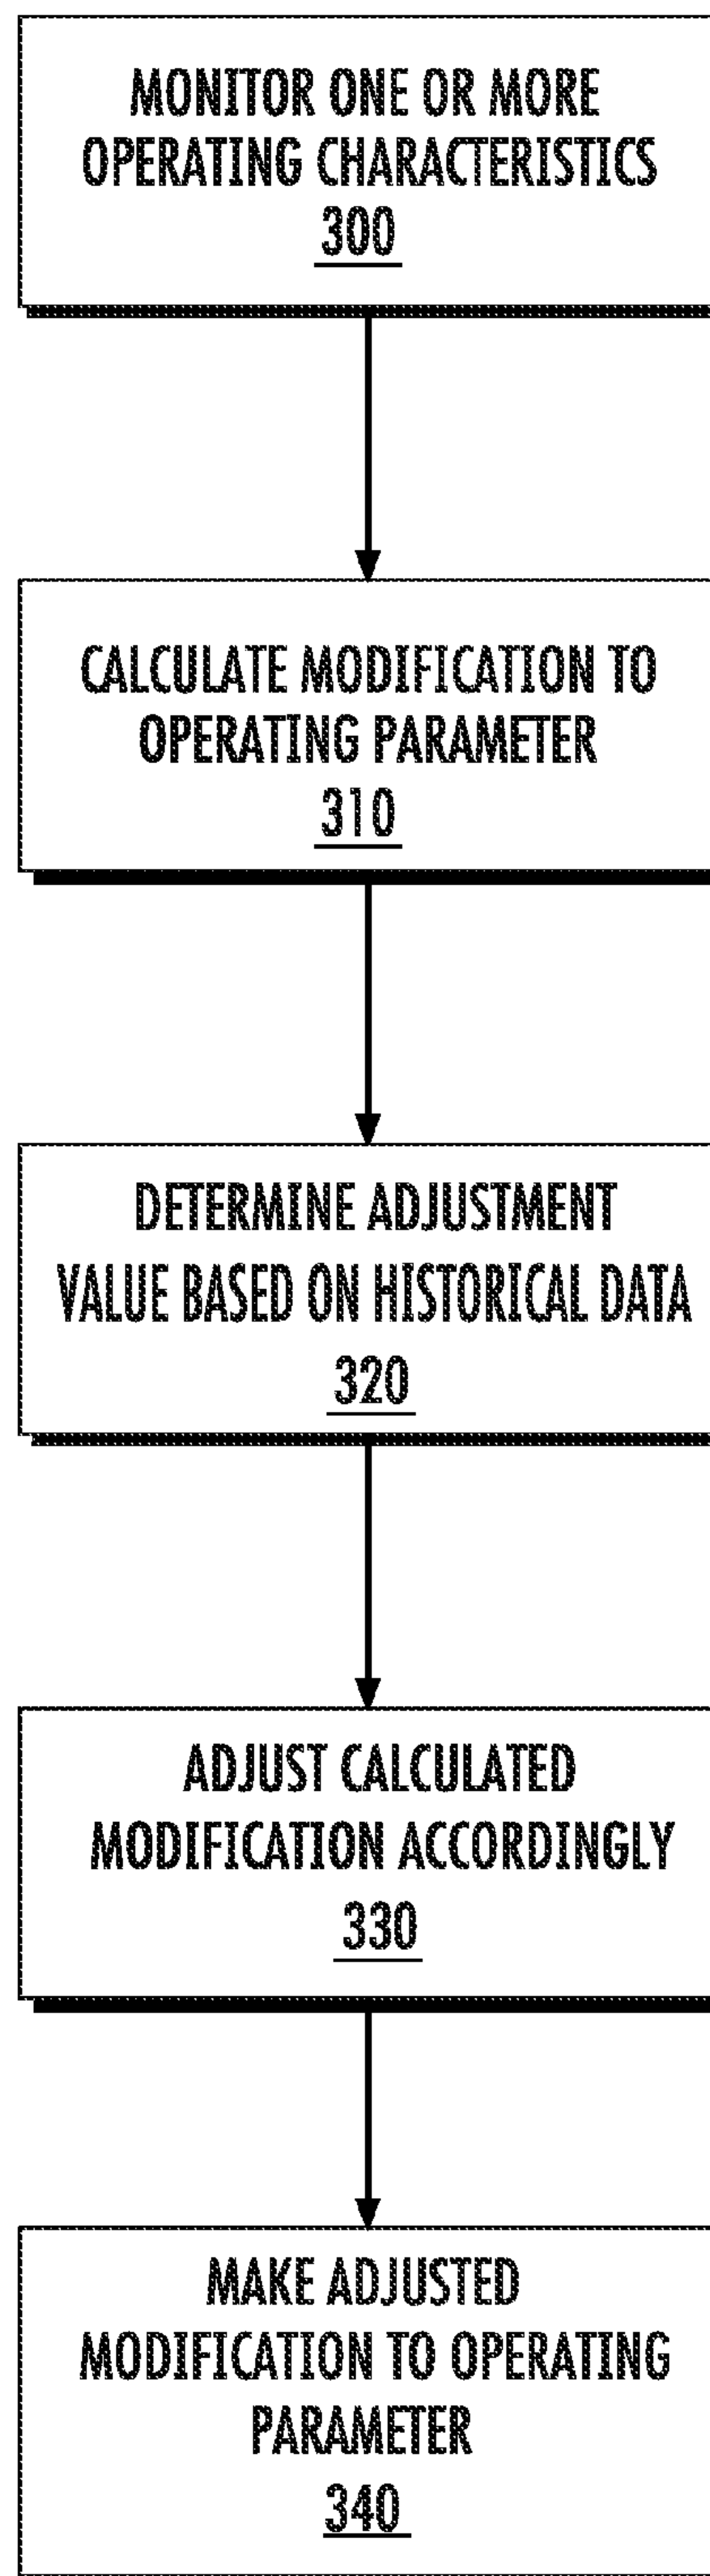 MONITOR ONE OR MORE
OPERATING CHARACTERISTICS
300
CALCULATE MODIFICATION TO
OPERATING PARAMETER
310
DETERMINE ADJUSTMENT
VALUE BASED ON HISTORICAL DATA
320
ADJUST CALCULATED
MODIFICATION ACCORDINGLY
330
MAKE ADJUSTED
MODIFICATION TO OPERATING
PARAMETER
340